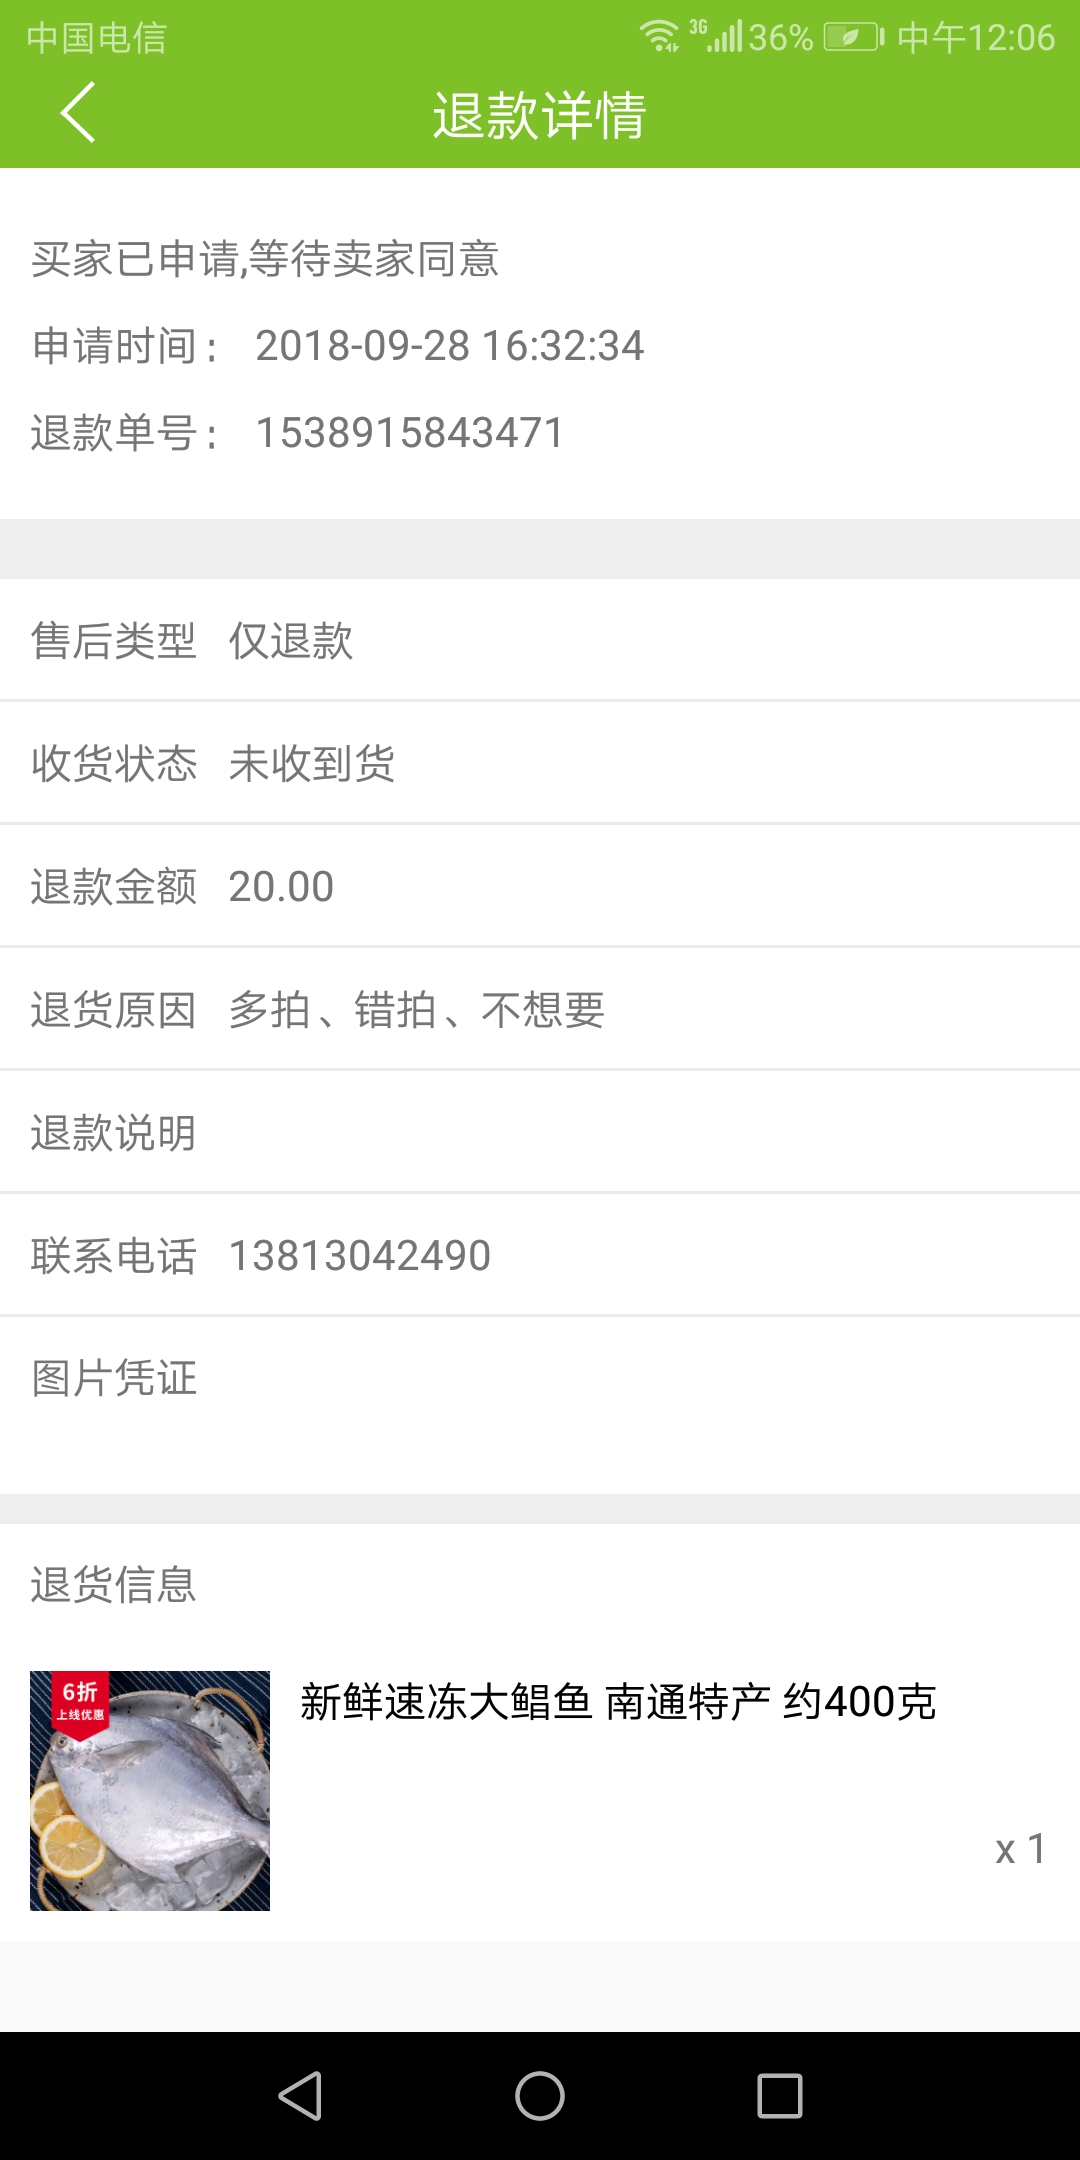 中国电信 3G 36% 中午12:06
退款详情
买家已申请,等待卖家同意
申请时间： 2018-09-28 16:32:34
退款单号： 1538915843471
售后类型 仅退款
收货状态 未收到货
退款金额 20.00
退货原因 多拍、错拍、不想要
退款说明
联系电话 13813042490
图片凭证
退货信息
6折
上线优惠
新鲜速冻大鲳鱼 南通特产 约400克
x 1